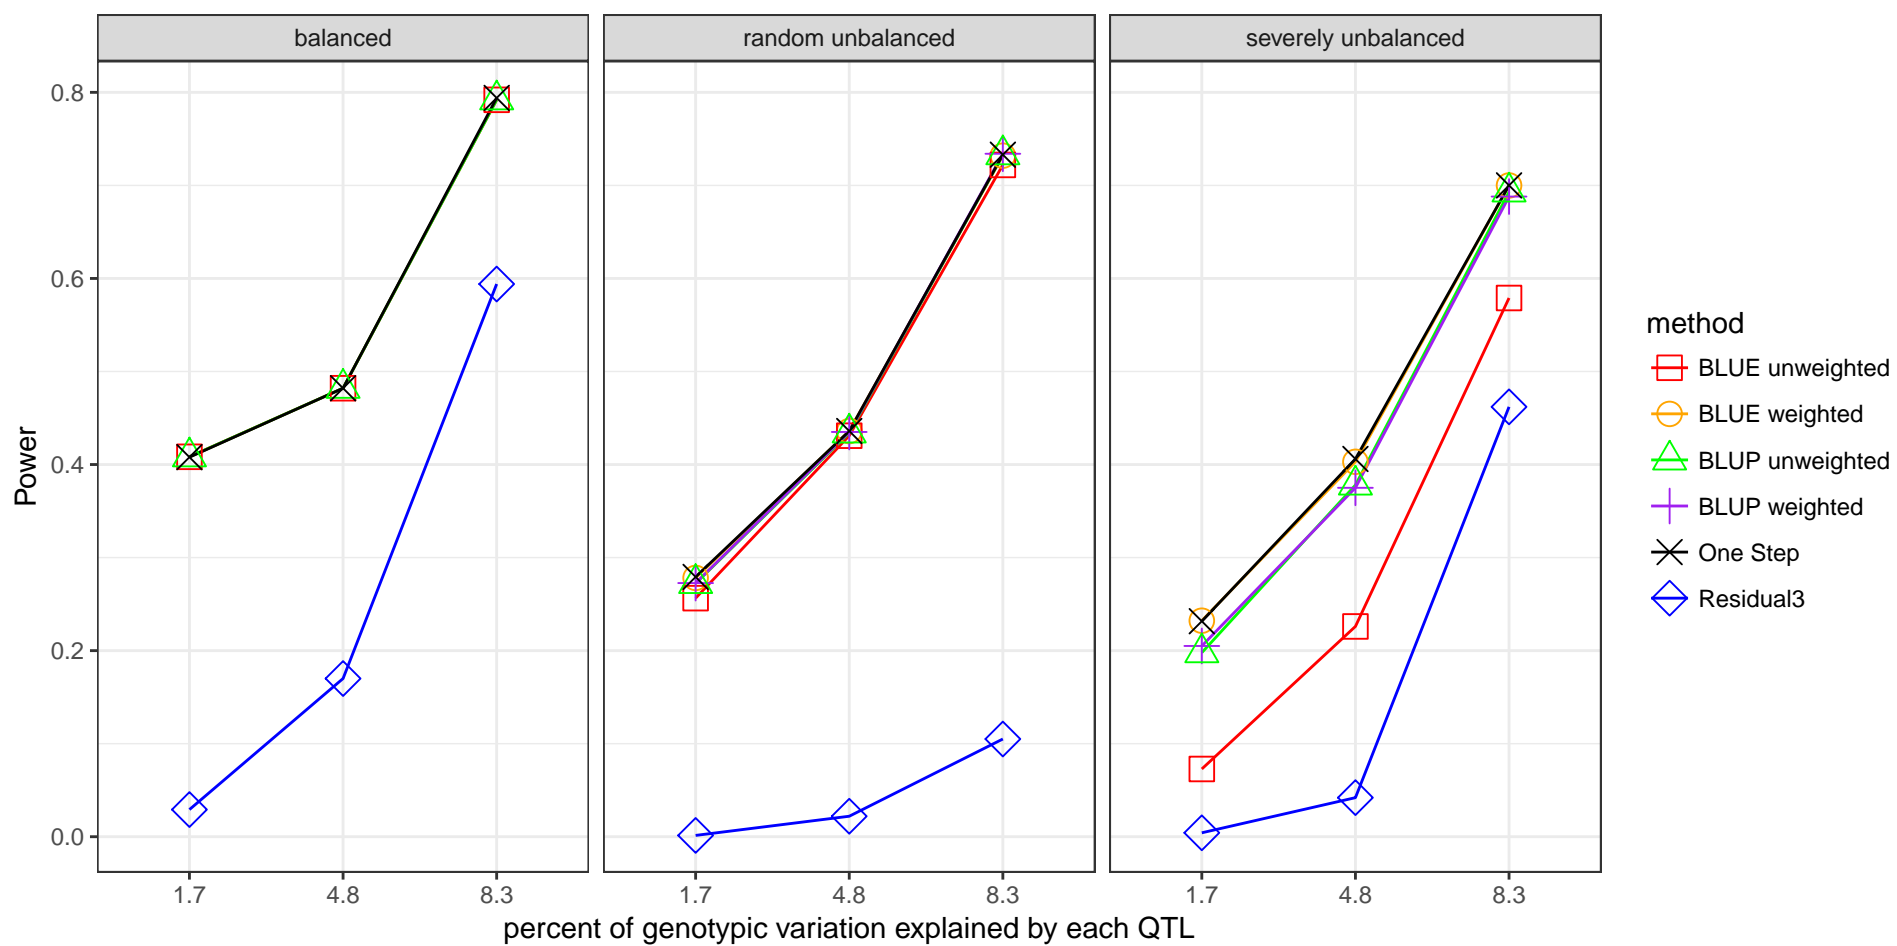 balanced
random unbalanced
severely unbalanced
0.8
0.6
0.4
0.2
0.0
Power
1.7 4.8 8.3
1.7 4.8 8.3
1.7 4.8 8.3
percent of genotypic variation explained by each QTL
method
BLUE unweighted
BLUE weighted
BLUP unweighted
BLUP weighted
One Step
Residual3